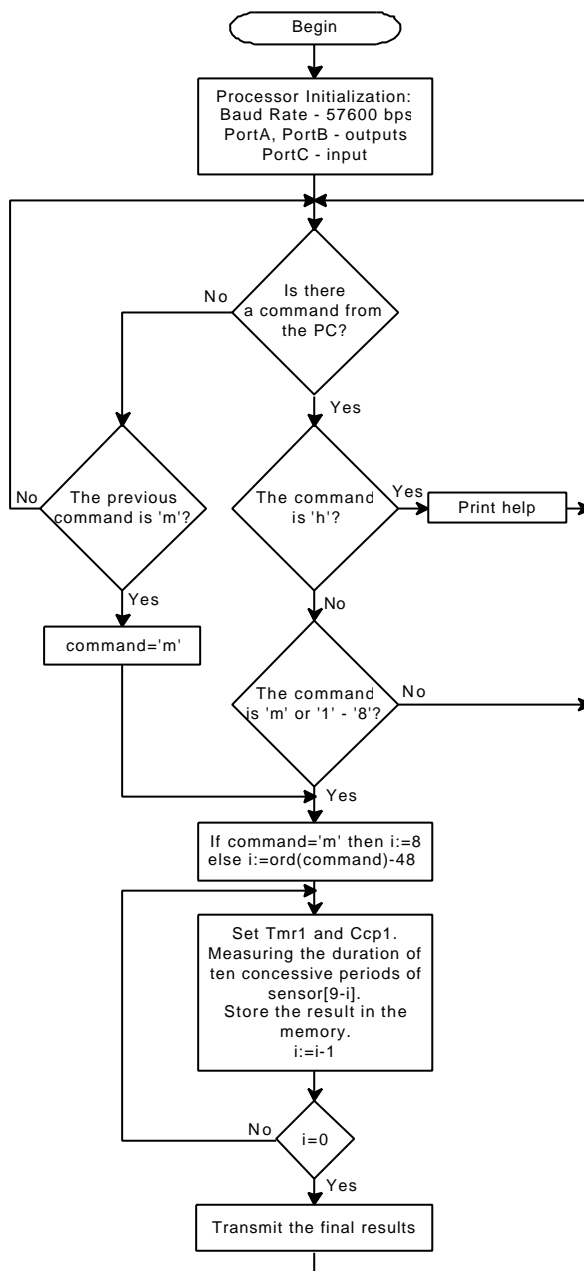 Begin
Processor Initialization:
Baud Rate - 57600 bps
PortA, PortB - outputs
PortC - input
Is there
a command from
the PC?
No
Yes
The previous
command is 'm'?
No
Yes
The command
is 'h'?
Yes
Print help
No
command='m'
The command
is 'm' or '1' - '8'?
No
Yes
If command='m' then i:=8
else i:=ord(command)-48
Set Tmr1 and Ccp1.
Measuring the duration of
ten concessive periods of
sensor[9-i].
Store the result in the
memory.
i:=i-1
No
i=0
Yes
Transmit the final results